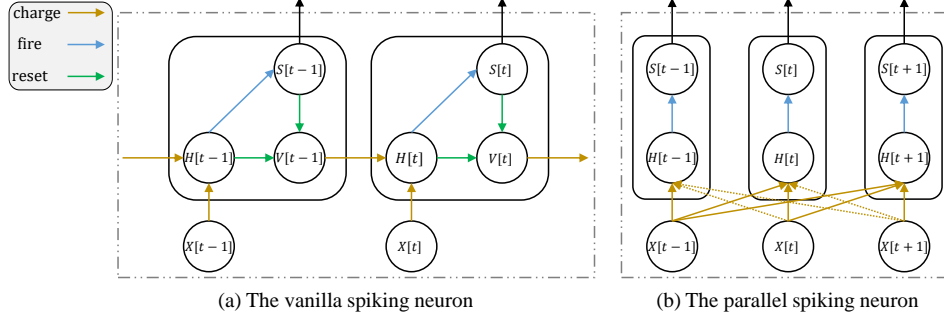 charge
fire
reset
S[t−1]
S[t]
H[t−1]
V[t−1]
H[t]
V[t]
X[t−1]
X[t]
(a) The vanilla spiking neuron
S[t−1]
S[t]
S[t+1]
H[t−1]
H[t]
H[t+1]
X[t−1]
X[t]
X[t+1]
(b) The parallel spiking neuron